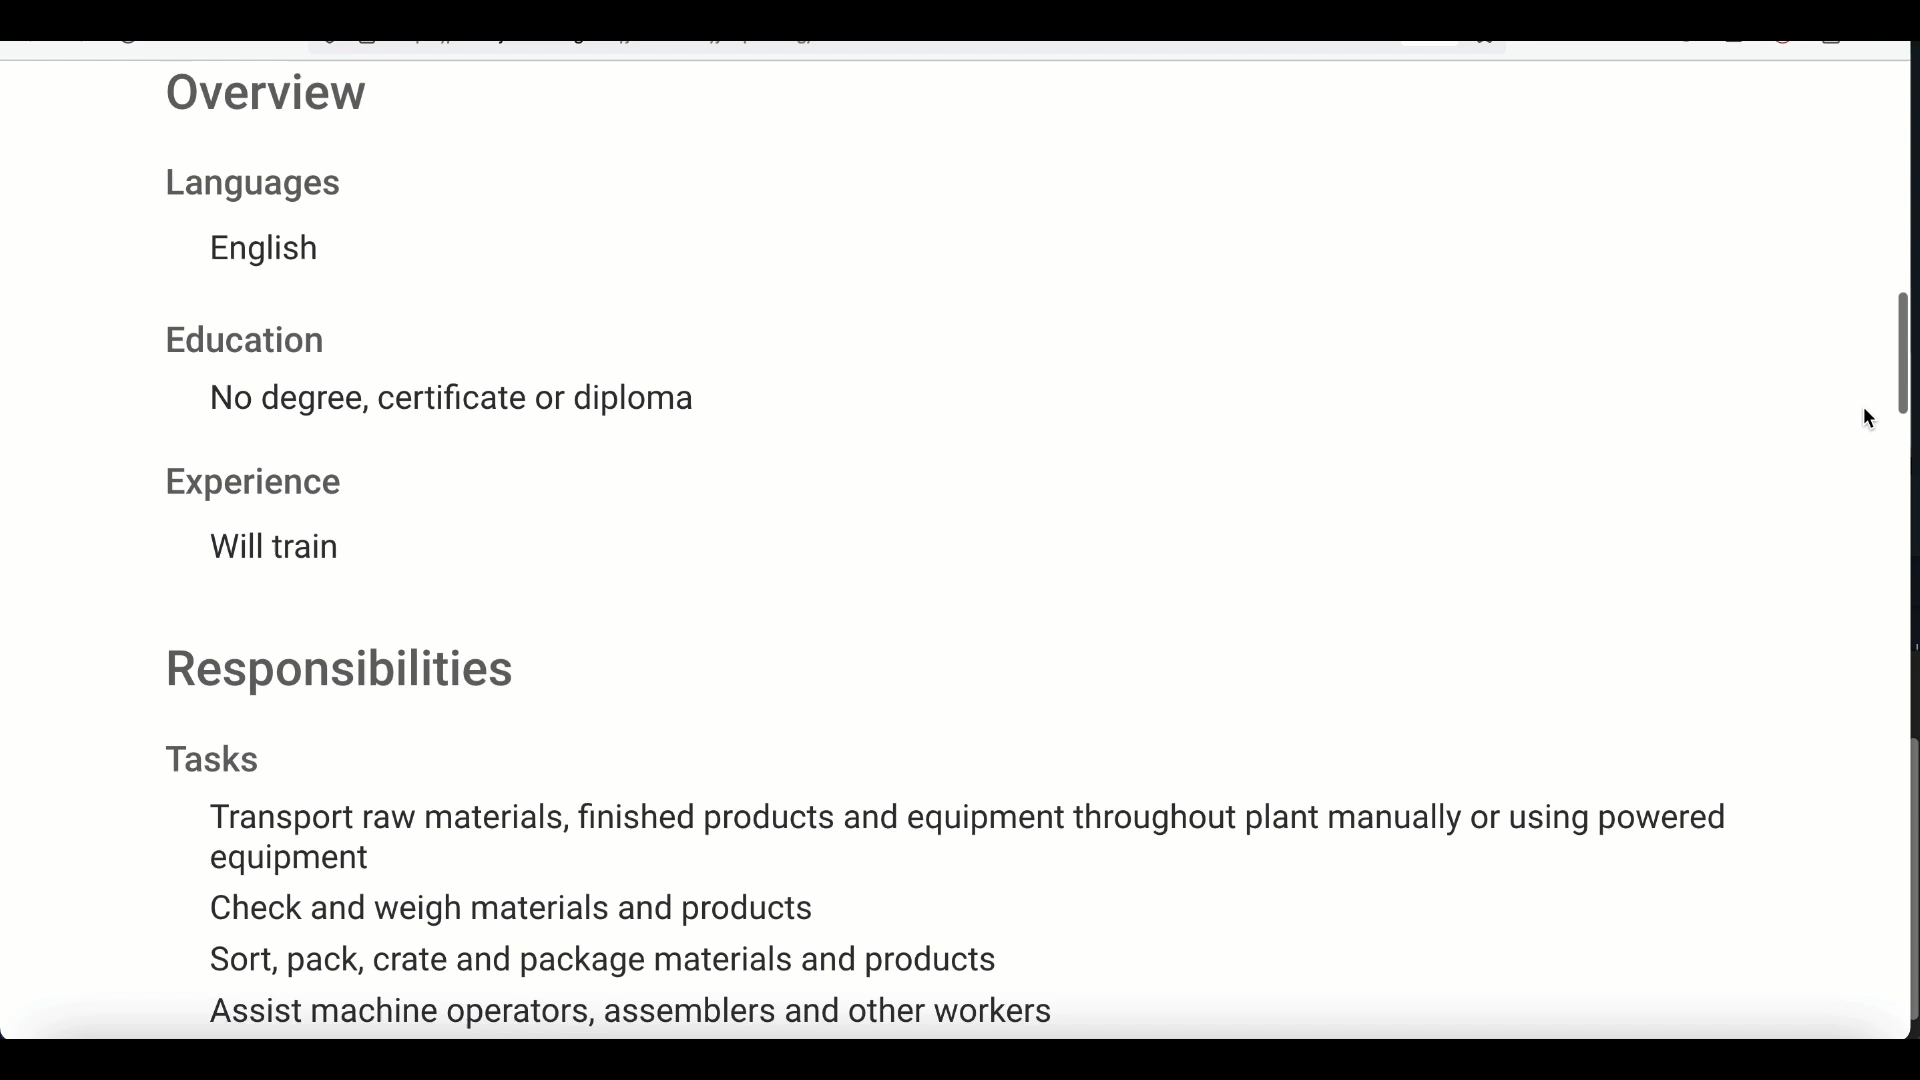 Overview
Languages
English
Education
No degree, certificate or diploma
Experience
Will train
Responsibilities
Tasks
Transport raw materials, finished products and equipment throughout plant manually or using powered
equipment
Check and weigh materials and products
Sort, pack, crate and package materials and products
Assist machine operators, assemblers and other workers